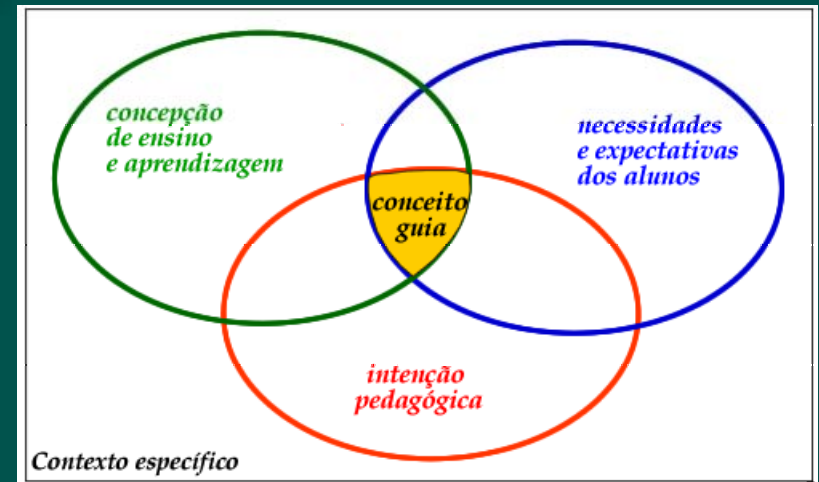 concepção
de ensino
e aprendizagem
necessidades
e expectativas
dos alunos
conceito
guia
intenção
pedagógica
Contexto específico